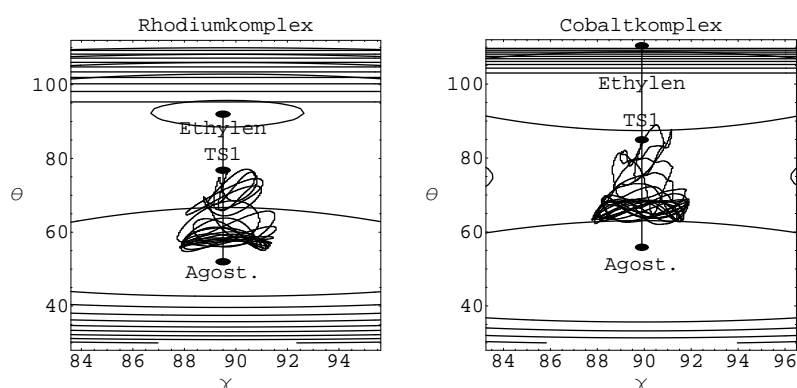 Rhodiumkomplex
100
80
60
40
θ
Ethylen
TS1
Agost.
84 86 88 90 92 94
χ
Cobaltkomplex
100
80
60
40
θ
Ethylen
TS1
Agost.
84 86 88 90 92 94 96
χ